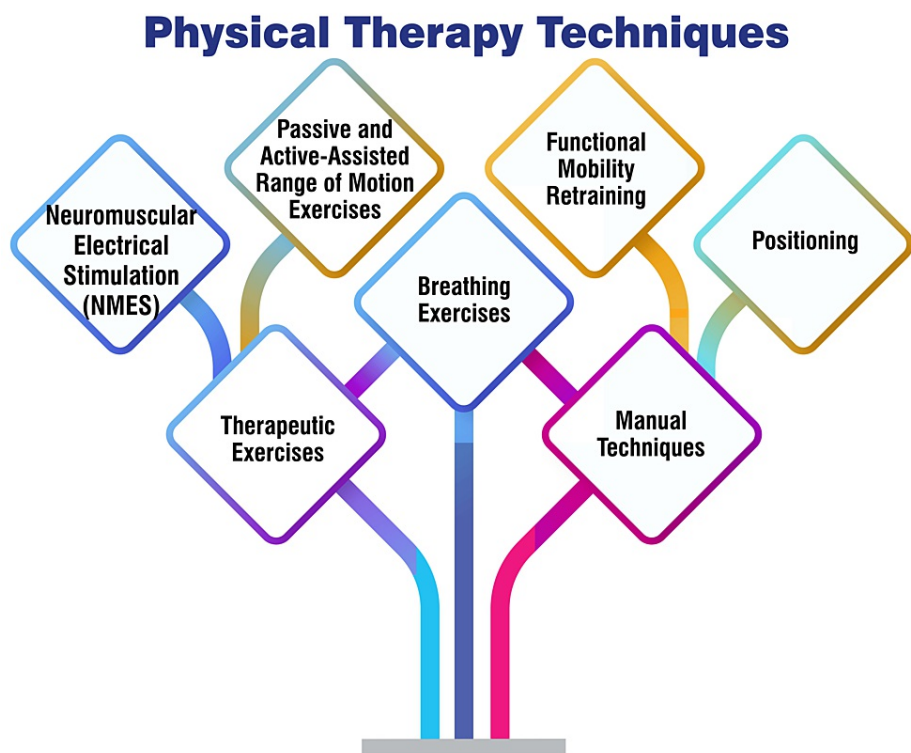 Physical Therapy Techniques
Neuromuscular
Electrical
Stimulation
(NMES)
Passive and
Active-Assisted
Range of Motion
Exercises
Functional
Mobility
Retraining
Positioning
Breathing
Exercises
Therapeutic
Exercises
Manual
Techniques